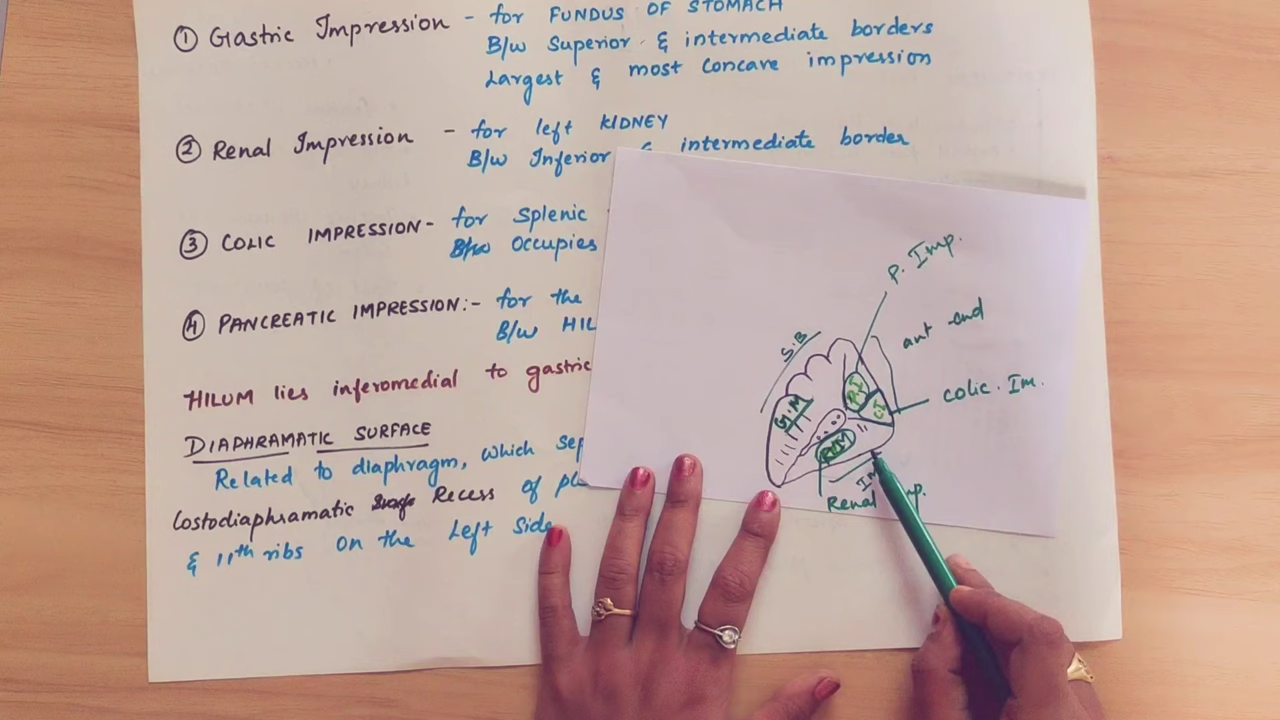 ① Gastric Impression - for FUNDUS OF STOMACH
B/w Superior & intermediate borders
Largest & most Concave impression
② Renal Impression - for left KIDNEY
B/w Inferior & intermediate border
③ COLIC IMPRESSION - for Splenic
Occupies
④ PANCREATIC IMPRESSION:- for the
B/w HIL
HILUM lies inferomedial to gastric
DIAPHRAMATIC SURFACE
Related to diaphragm, which sep
Costodiaphramatic Recess of pl
& 11th ribs on the Left Side
P. Imp.
ant end
S.B
Colic. Im.
G.M
Renal Imp.